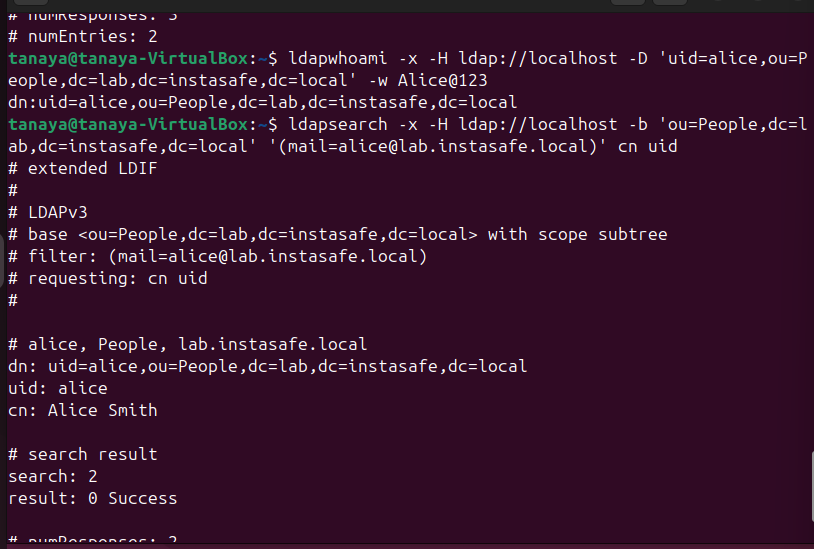 # numResponses: 3
# numEntries: 2
tanaya@tanaya-VirtualBox:~$ ldapwhoami -x -H ldap://localhost -D 'uid=alice,ou=P
eople,dc=lab,dc=instasafe,dc=local' -w Alice@123
dn:uid=alice,ou=People,dc=lab,dc=instasafe,dc=local
tanaya@tanaya-VirtualBox:~$ ldapsearch -x -H ldap://localhost -b 'ou=People,dc=l
ab,dc=instasafe,dc=local' '(mail=alice@lab.instasafe.local)' cn uid
# extended LDIF
#
# LDAPv3
# base <ou=People,dc=lab,dc=instasafe,dc=local> with scope subtree
# filter: (mail=alice@lab.instasafe.local)
# requesting: cn uid
#
# alice, People, lab.instasafe.local
dn: uid=alice,ou=People,dc=lab,dc=instasafe,dc=local
uid: alice
cn: Alice Smith
# search result
search: 2
result: 0 Success
# numResponses: 2